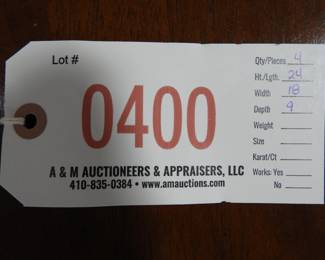 Lot #
0400
A & M AUCTIONEERS & APPRAISERS, LLC
410-835-0384 • www.amauctions.com
Qty/Pieces 4
Ht./Lgth. 24
Width 18
Depth 9
Weight
Size
Karat/Ct
Works: Yes
No